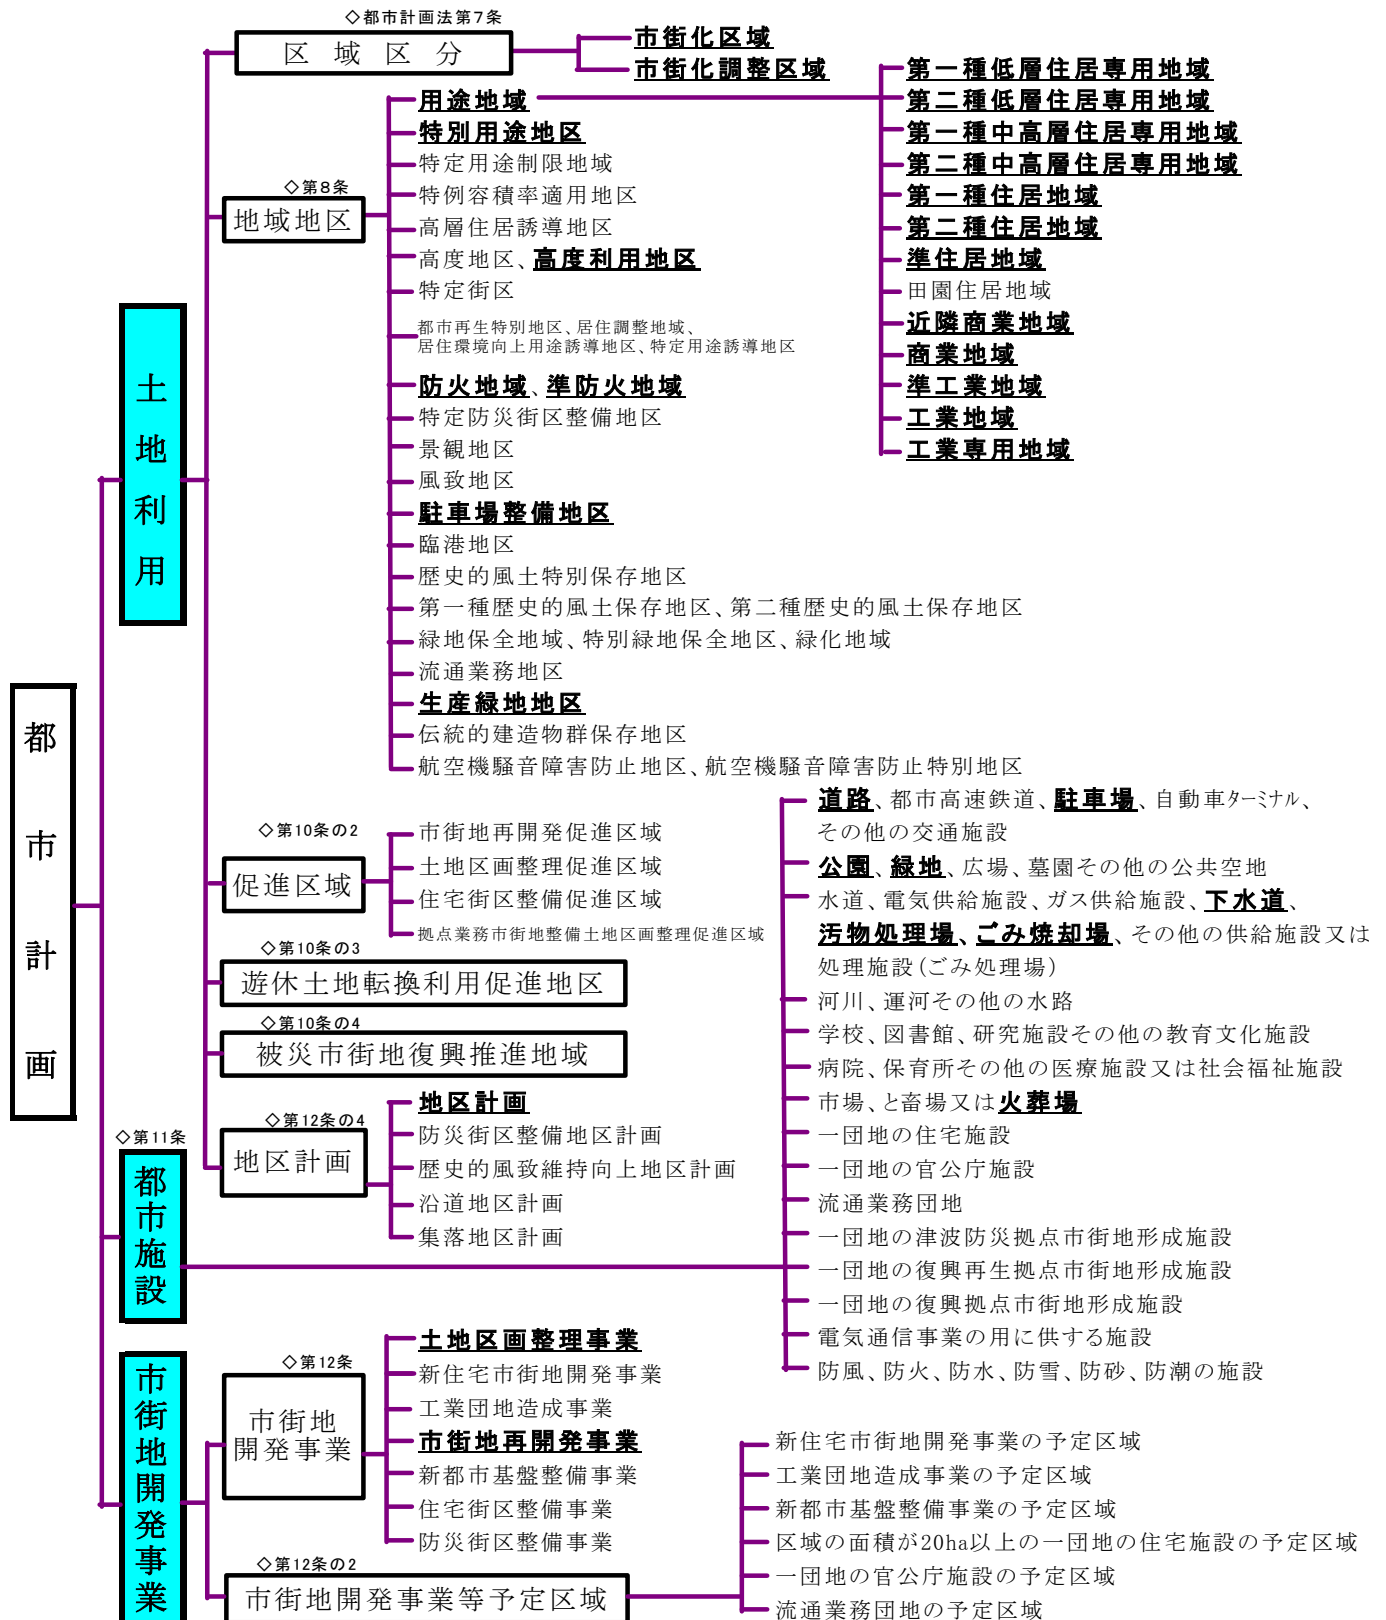 ◇都市計画法第7条
区域区分
市街化区域
市街化調整区域
◇第8条
地域地区
用途地域
特別用途地区
特定用途制限地域
特例容積率適用地区
高層住居誘導地区
高度地区、高度利用地区
特定街区
都市再生特別地区、居住調整地域、
居住環境向上用途誘導地区、特定用途誘導地区
防火地域、準防火地域
特定防災街区整備地区
景観地区
風致地区
駐車場整備地区
臨港地区
歴史的風土特別保存地区
第一種歴史的風土保存地区、第二種歴史的風土保存地区
緑地保全地域、特別緑地保全地区、緑化地域
流通業務地区
生産緑地地区
伝統的建造物群保存地区
航空機騒音障害防止地区、航空機騒音障害防止特別地区
第一種低層住居専用地域
第二種低層住居専用地域
第一種中高層住居専用地域
第二種中高層住居専用地域
第一種住居地域
第二種住居地域
準住居地域
田園住居地域
近隣商業地域
商業地域
準工業地域
工業地域
工業専用地域
土地利用
都市計画
◇第10条の2
促進区域
市街地再開発促進区域
土地区画整理促進区域
住宅街区整備促進区域
拠点業務市街地整備土地区画整理促進区域
◇第10条の3
遊休土地転換利用促進地区
◇第10条の4
被災市街地復興推進地域
◇第12条の4
地区計画
地区計画
防災街区整備地区計画
歴史的風致維持向上地区計画
沿道地区計画
集落地区計画
◇第11条
都市施設
道路、都市高速鉄道、駐車場、自動車ターミナル、
その他の交通施設
公園、緑地、広場、墓園その他の公共空地
水道、電気供給施設、ガス供給施設、下水道、
汚物処理場、ごみ焼却場、その他の供給施設又は
処理施設(ごみ処理場)
河川、運河その他の水路
学校、図書館、研究施設その他の教育文化施設
病院、保育所その他の医療施設又は社会福祉施設
市場、と畜場又は火葬場
一団地の住宅施設
一団地の官公庁施設
流通業務団地
一団地の津波防災拠点市街地形成施設
一団地の復興再生拠点市街地形成施設
一団地の復興拠点市街地形成施設
電気通信事業の用に供する施設
防風、防火、防水、防雪、防砂、防潮の施設
市街地開発事業
◇第12条
市街地
開発事業
土地区画整理事業
新住宅市街地開発事業
工業団地造成事業
市街地再開発事業
新都市基盤整備事業
住宅街区整備事業
防災街区整備事業
◇第12条の2
市街地開発事業等予定区域
新住宅市街地開発事業の予定区域
工業団地造成事業の予定区域
新都市基盤整備事業の予定区域
区域の面積が20ha以上の一団地の住宅施設の予定区域
一団地の官公庁施設の予定区域
流通業務団地の予定区域